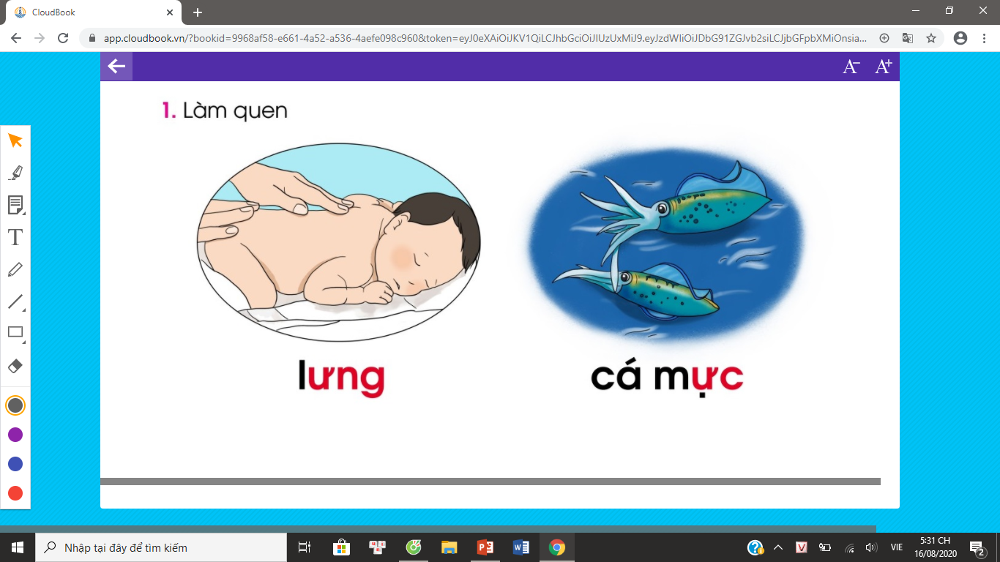 CloudBook
app.cloudbook.vn/?bookid=9968af58-e661-4a52-a536-4aefe098c960&token=eyJ0eXAiOiJKV1QiLCJhbGciOiJIUzUxMiJ9.eyJzdWIiOiJDbG91ZGJvb2siLCJjbGFpbXMiOnsia...
A- A+
1. Làm quen
T
lưng
cá mực
Nhập tại đây để tìm kiếm
VIE
5:31 CH
16/08/2020
2